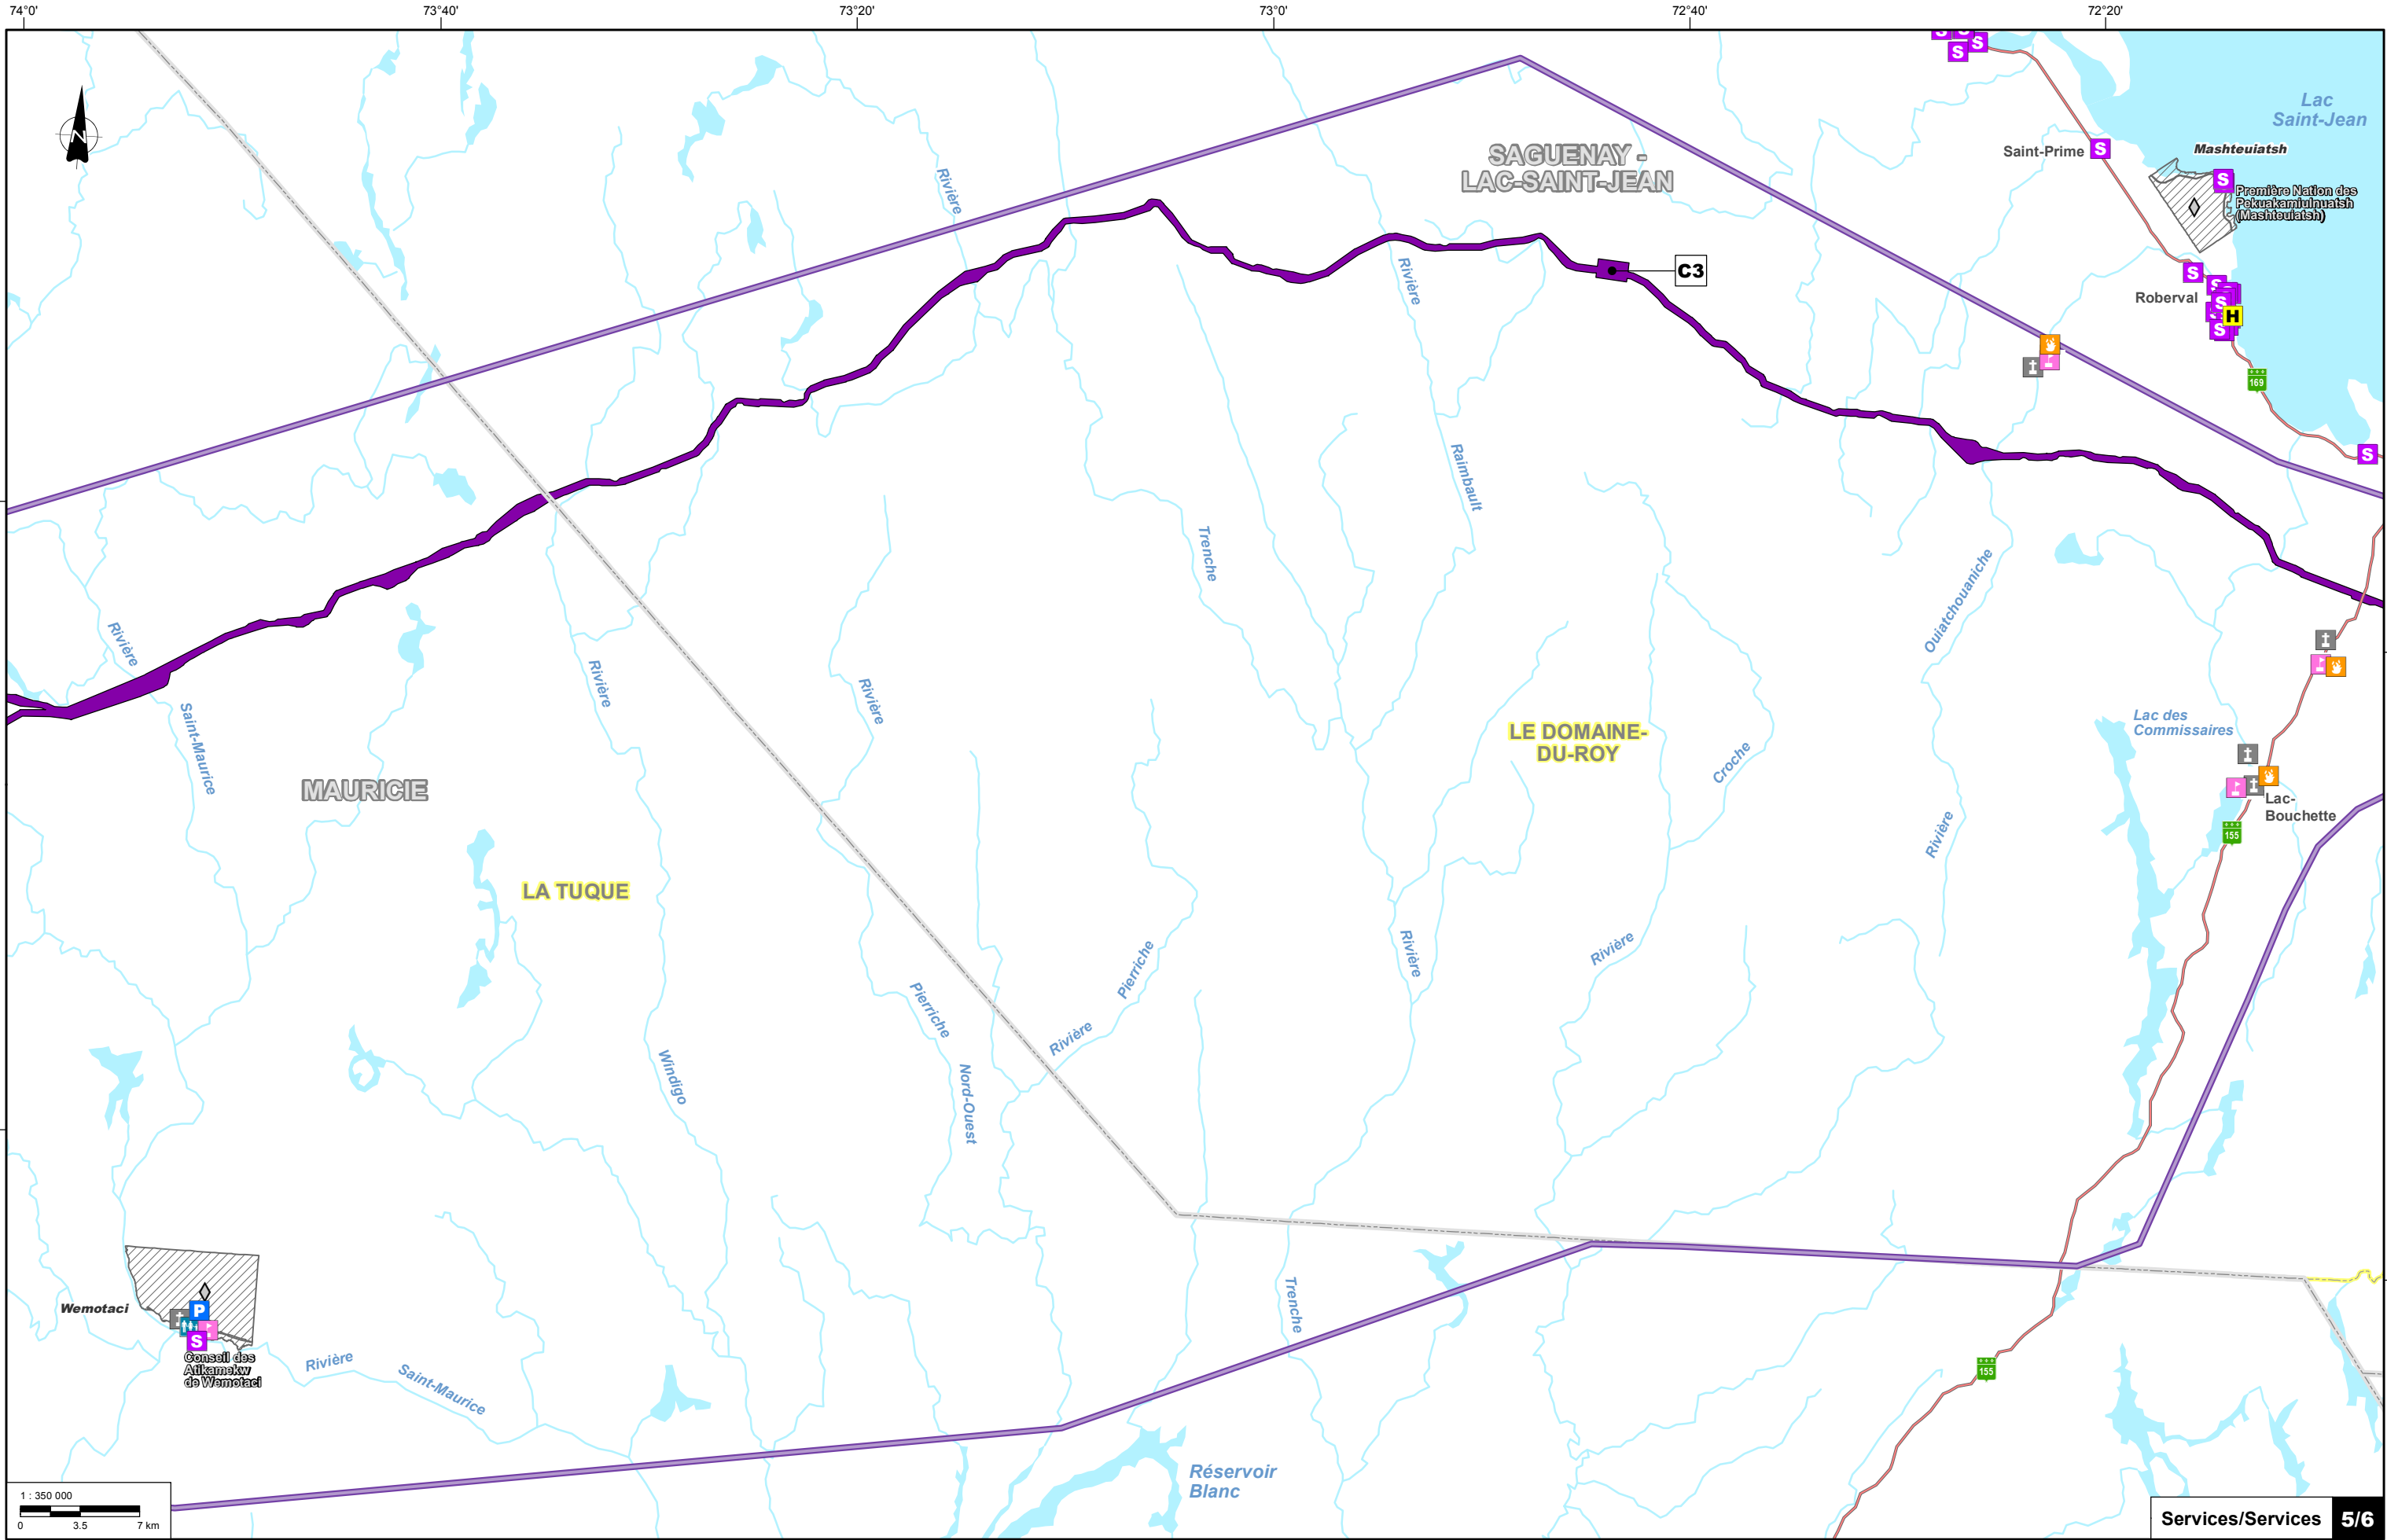 74°0'
73°40'
73°20'
73°0'
72°40'
72°20'
N
S
S
S
S
Lac
Saint-Jean
SAGUENAY -
LAC-SAINT-JEAN
Saint-Prime
S
Mashteuiatsh
S
Première Nation des
Pekuakamiulnuatsh
(Mashteuiatsh)
Rivière
Rivière
C3
S
S
Roberval
S
S
H
S
169
S
Raimbault
Trenche
Ouiatchouaniche
Rivière
Rivière
Rivière
Saint-Maurice
Lac des
Commissaires
LE DOMAINE-
DU-ROY
Croche
MAURICIE
Lac-
Bouchette
155
Rivière
LA TUQUE
Rivière
Rivière
Pierriche
Pierriche
Rivière
Windigo
Nord-Ouest
Trenche
Wemotaci
P
S
Conseil des
Atikamekw
de Wemotaci
Rivière
Saint-Maurice
155
Réservoir
Blanc
1 : 350 000
0
3.5
7 km
Services/Services
5/6